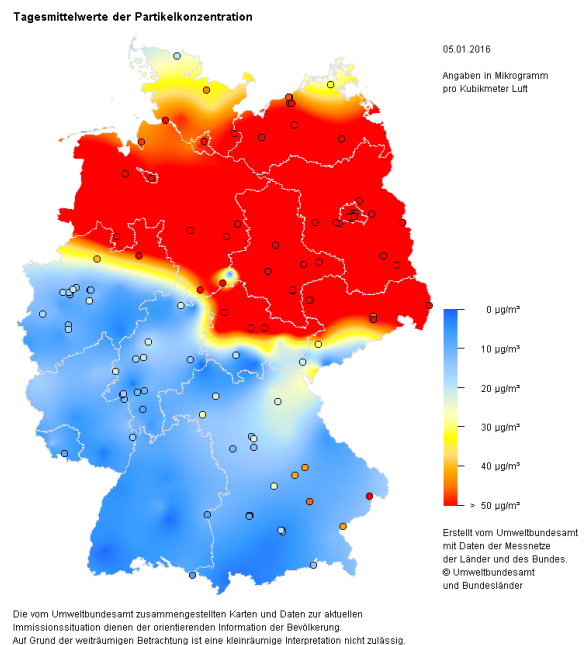 Tagesmittelwerte der Partikelkonzentration
05.01.2016
Angaben in Mikrogramm
pro Kubikmeter Luft
0 µg/m³
10 µg/m³
20 µg/m³
30 µg/m³
40 µg/m³
> 50 µg/m³
Erstellt vom Umweltbundesamt
mit Daten der Messnetze
der Länder und des Bundes.
© Umweltbundesamt
und Bundesländer
Die vom Umweltbundesamt zusammengestellten Karten und Daten zur aktuellen
Immissionssituation dienen der orientierenden Information der Bevölkerung.
Auf Grund der weiträumigen Betrachtung ist eine kleinräumige Interpretation nicht zulässig.